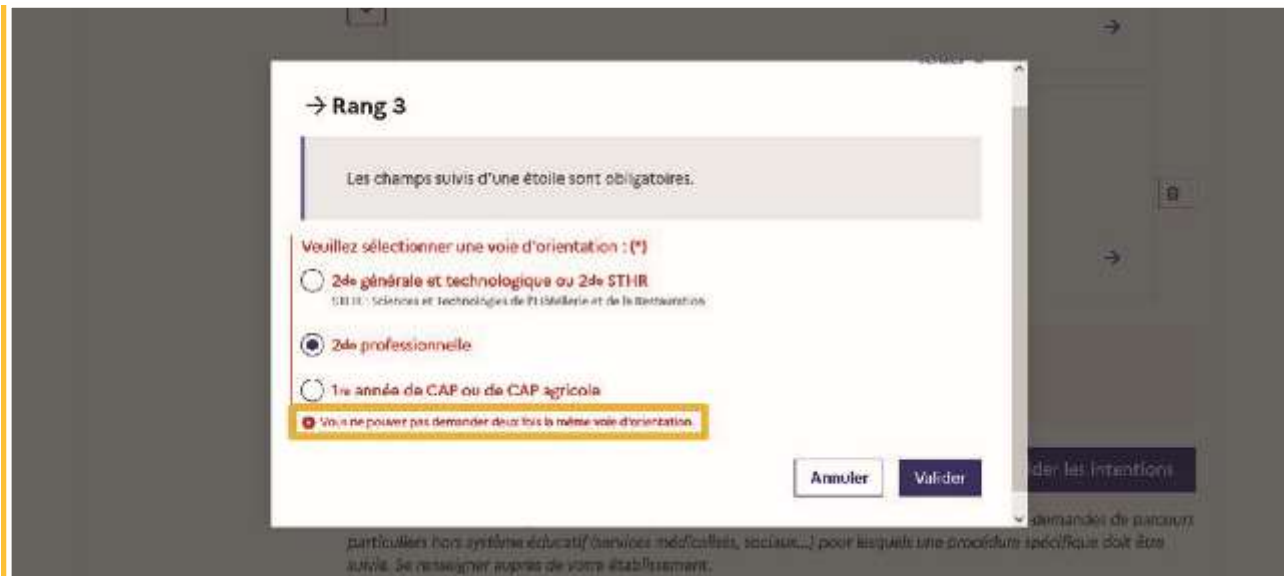 → Rang 3
Les champs suivis d'une étoile sont obligatoires.
Veuillez sélectionner une voie d'orientation : (*)
2de générale et technologique ou 2de STHR
STHR : Sciences et Technologies de l'Hôtellerie et de la Restauration
2de professionnelle
1re année de CAP ou de CAP agricole
Vous ne pouvez pas demander deux fois la même voie d'orientation.
Annuler
Valider
der les intentions
demandes de parcours
particuliers hors système éducatif (services médicalisés, sociaux...) pour lesquels une procédure spécifique doit être
suivie. Se renseigner auprès de votre établissement.